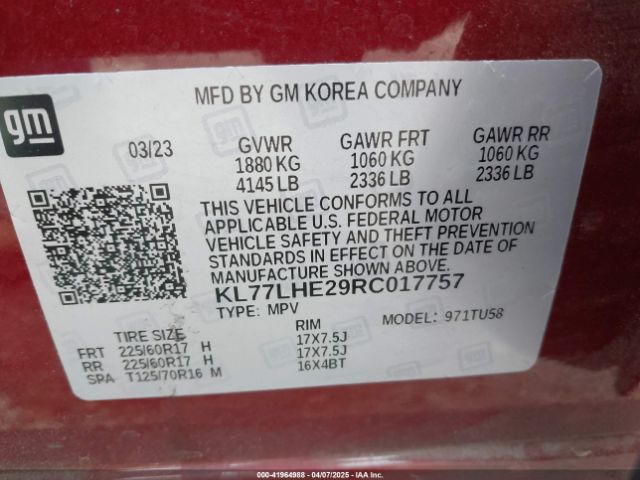 gm
MFD BY GM KOREA COMPANY
03/23 GVWR GAWR FRT GAWR RR
1880 KG 1060 KG 1060 KG
4145 LB 2336 LB 2336 LB
THIS VEHICLE CONFORMS TO ALL
APPLICABLE U.S. FEDERAL MOTOR
VEHICLE SAFETY AND THEFT PREVENTION
STANDARDS IN EFFECT ON THE DATE OF
MANUFACTURE SHOWN ABOVE.
KL77LHE29RC017757
TYPE: MPV MODEL: 971TU58
TIRE SIZE RIM
FRT 225/60R17 H 17X7.5J
RR 225/60R17 H 17X7.5J
SPA T125/70R16 M 16X4BT
000-41964988 - 04/07/2025 - IAA Inc.